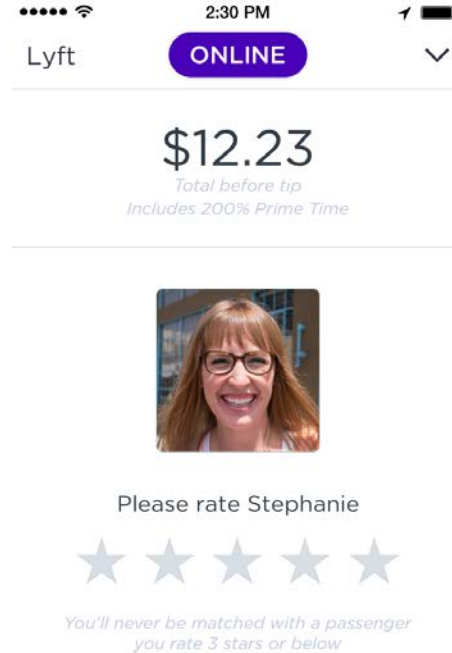 2:30 PM
Lyft ONLINE
$12.23
Total before tip
Includes 200% Prime Time
Please rate Stephanie
You'll never be matched with a passenger
you rate 3 stars or below